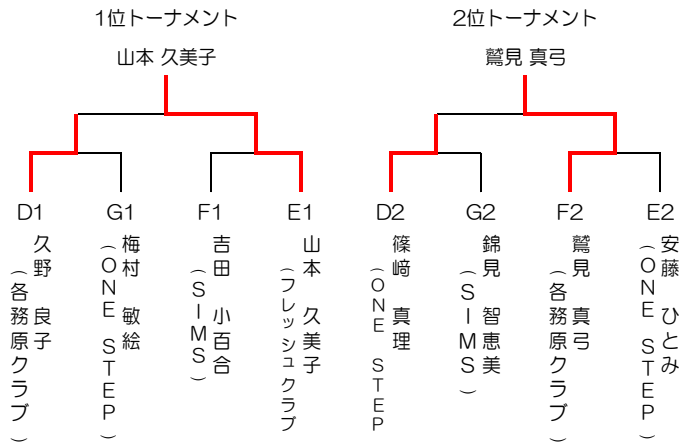 1位トーナメント
山本 久美子
D1
G1
F1
E1
久野 良子
(各務原クラブ)
梅村 敏絵
(ONE STEP)
吉田 小百合
(SIMS)
山本 久美子
(フレッシュクラブ
2位トーナメント
鷲見 真弓
D2
G2
F2
E2
篠﨑 真理
(ONE STEP
錦見 智恵美
(SIMS)
鷲見 真弓
(各務原クラブ)
安藤 ひとみ
(ONE STEP)